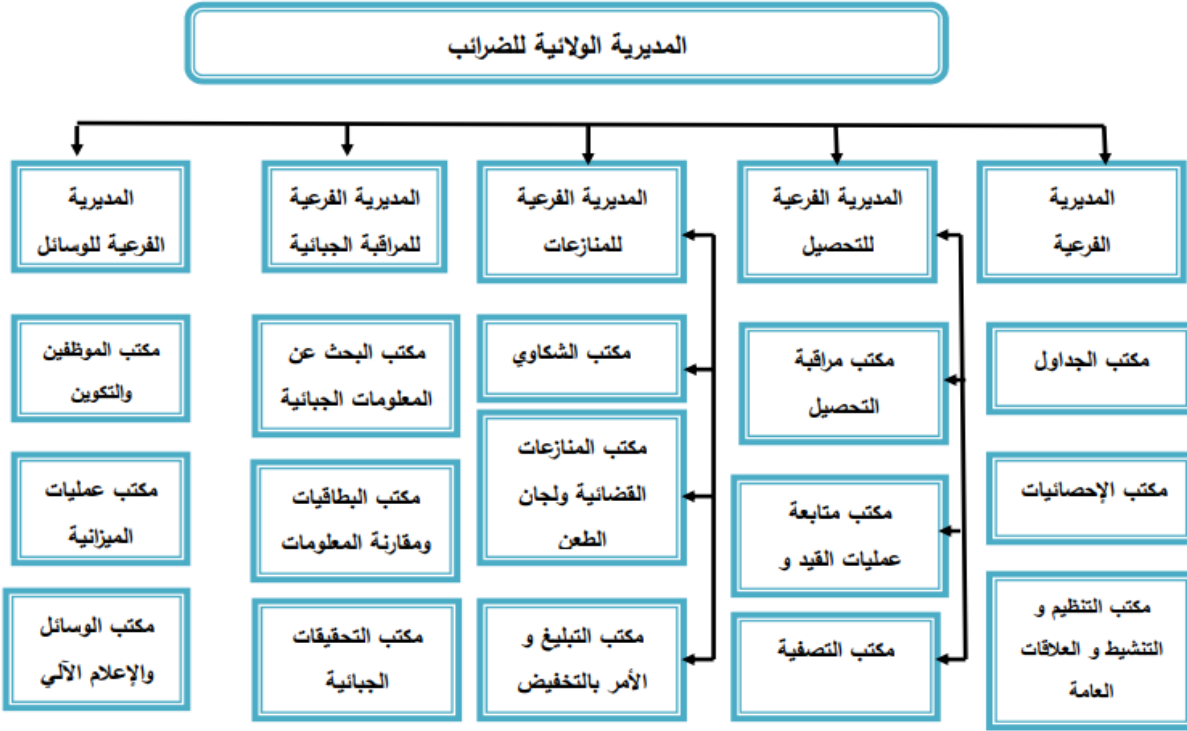 المديرية الولائية للضرائب
المديرية
الفرعية
المديرية الفرعية
للتحصيل
المديرية الفرعية
للمنازعات
المديرية الفرعية
للمراقبة الجبائية
المديرية
الفرعية للوسائل
مكتب الجداول
مكتب مراقبة
التحصيل
مكتب الشكاوي
مكتب البحث عن
المعلومات الجبائية
مكتب الموظفين
والتكوين
مكتب الإحصائيات
مكتب متابعة
عمليات القيد و
مكتب المنازعات
القضائية ولجان
الطعن
مكتب البطاقيات
ومقارنة المعلومات
مكتب عمليات
الميزانية
مكتب التنظيم و
التنشيط و العلاقات
العامة
مكتب التصفية
مكتب التبليغ و
الأمر بالتخفيض
مكتب التحقيقات
الجبائية
مكتب الوسائل
والإعلام الآلي